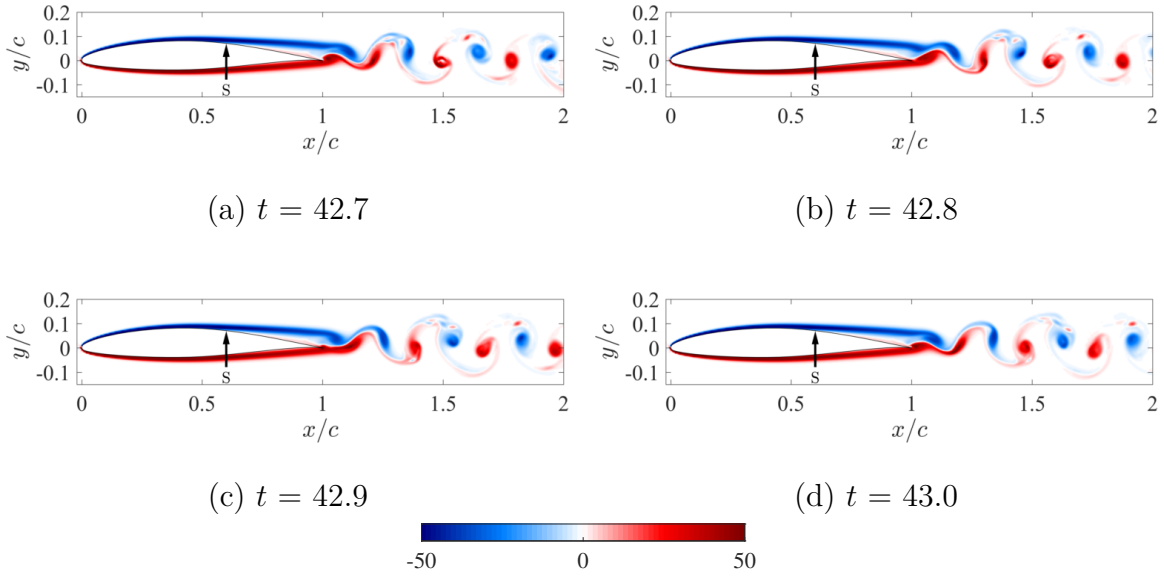 0.2
0.1
0
-0.1
y/c
s
0 0.5 1 1.5 2
x/c
(a) t = 42.7
0.2
0.1
0
-0.1
y/c
s
0 0.5 1 1.5 2
x/c
(b) t = 42.8
0.2
0.1
0
-0.1
y/c
s
0 0.5 1 1.5 2
x/c
(c) t = 42.9
0.2
0.1
0
-0.1
y/c
s
0 0.5 1 1.5 2
x/c
(d) t = 43.0
-50 0 50